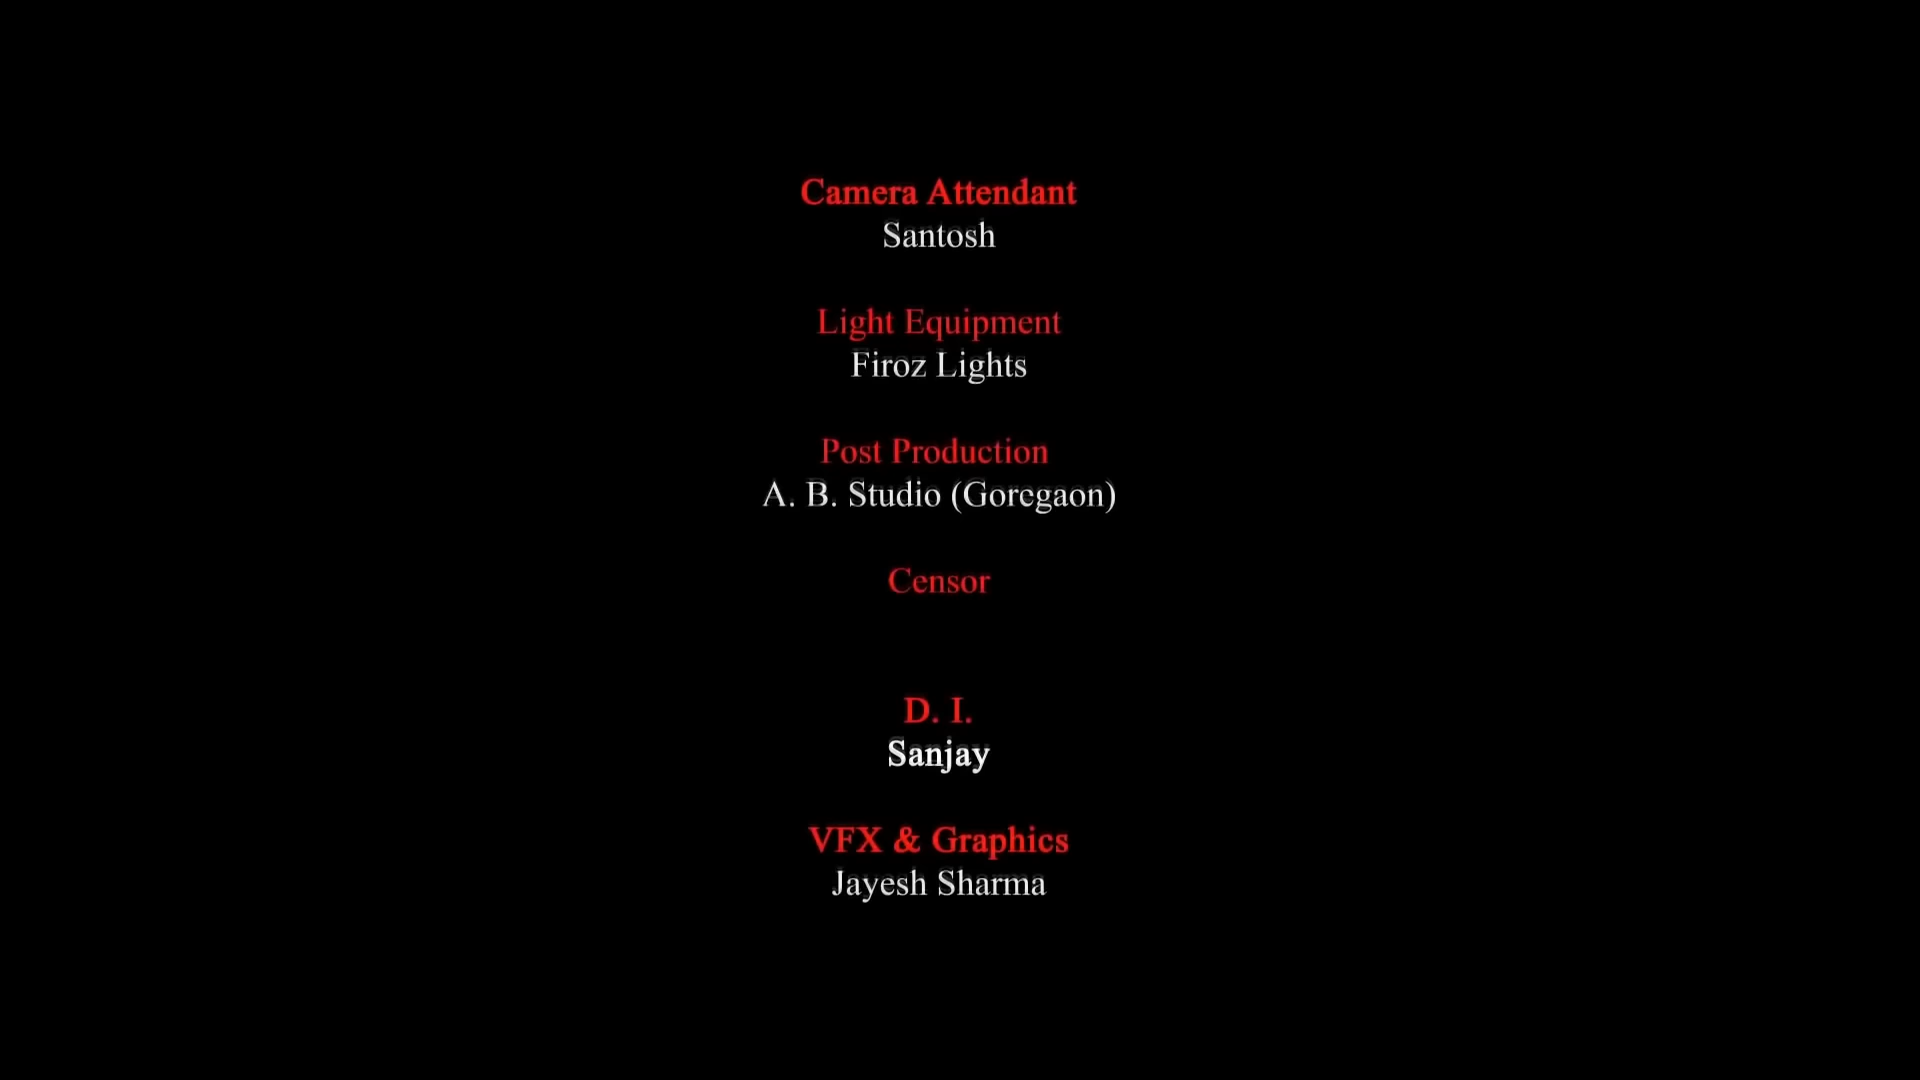 Camera Attendant
Santosh
Light Equipment
Firoz Lights
Post Production
A. B. Studio (Goregaon)
Censor
D. I.
Sanjay
VFX & Graphics
Jayesh Sharma